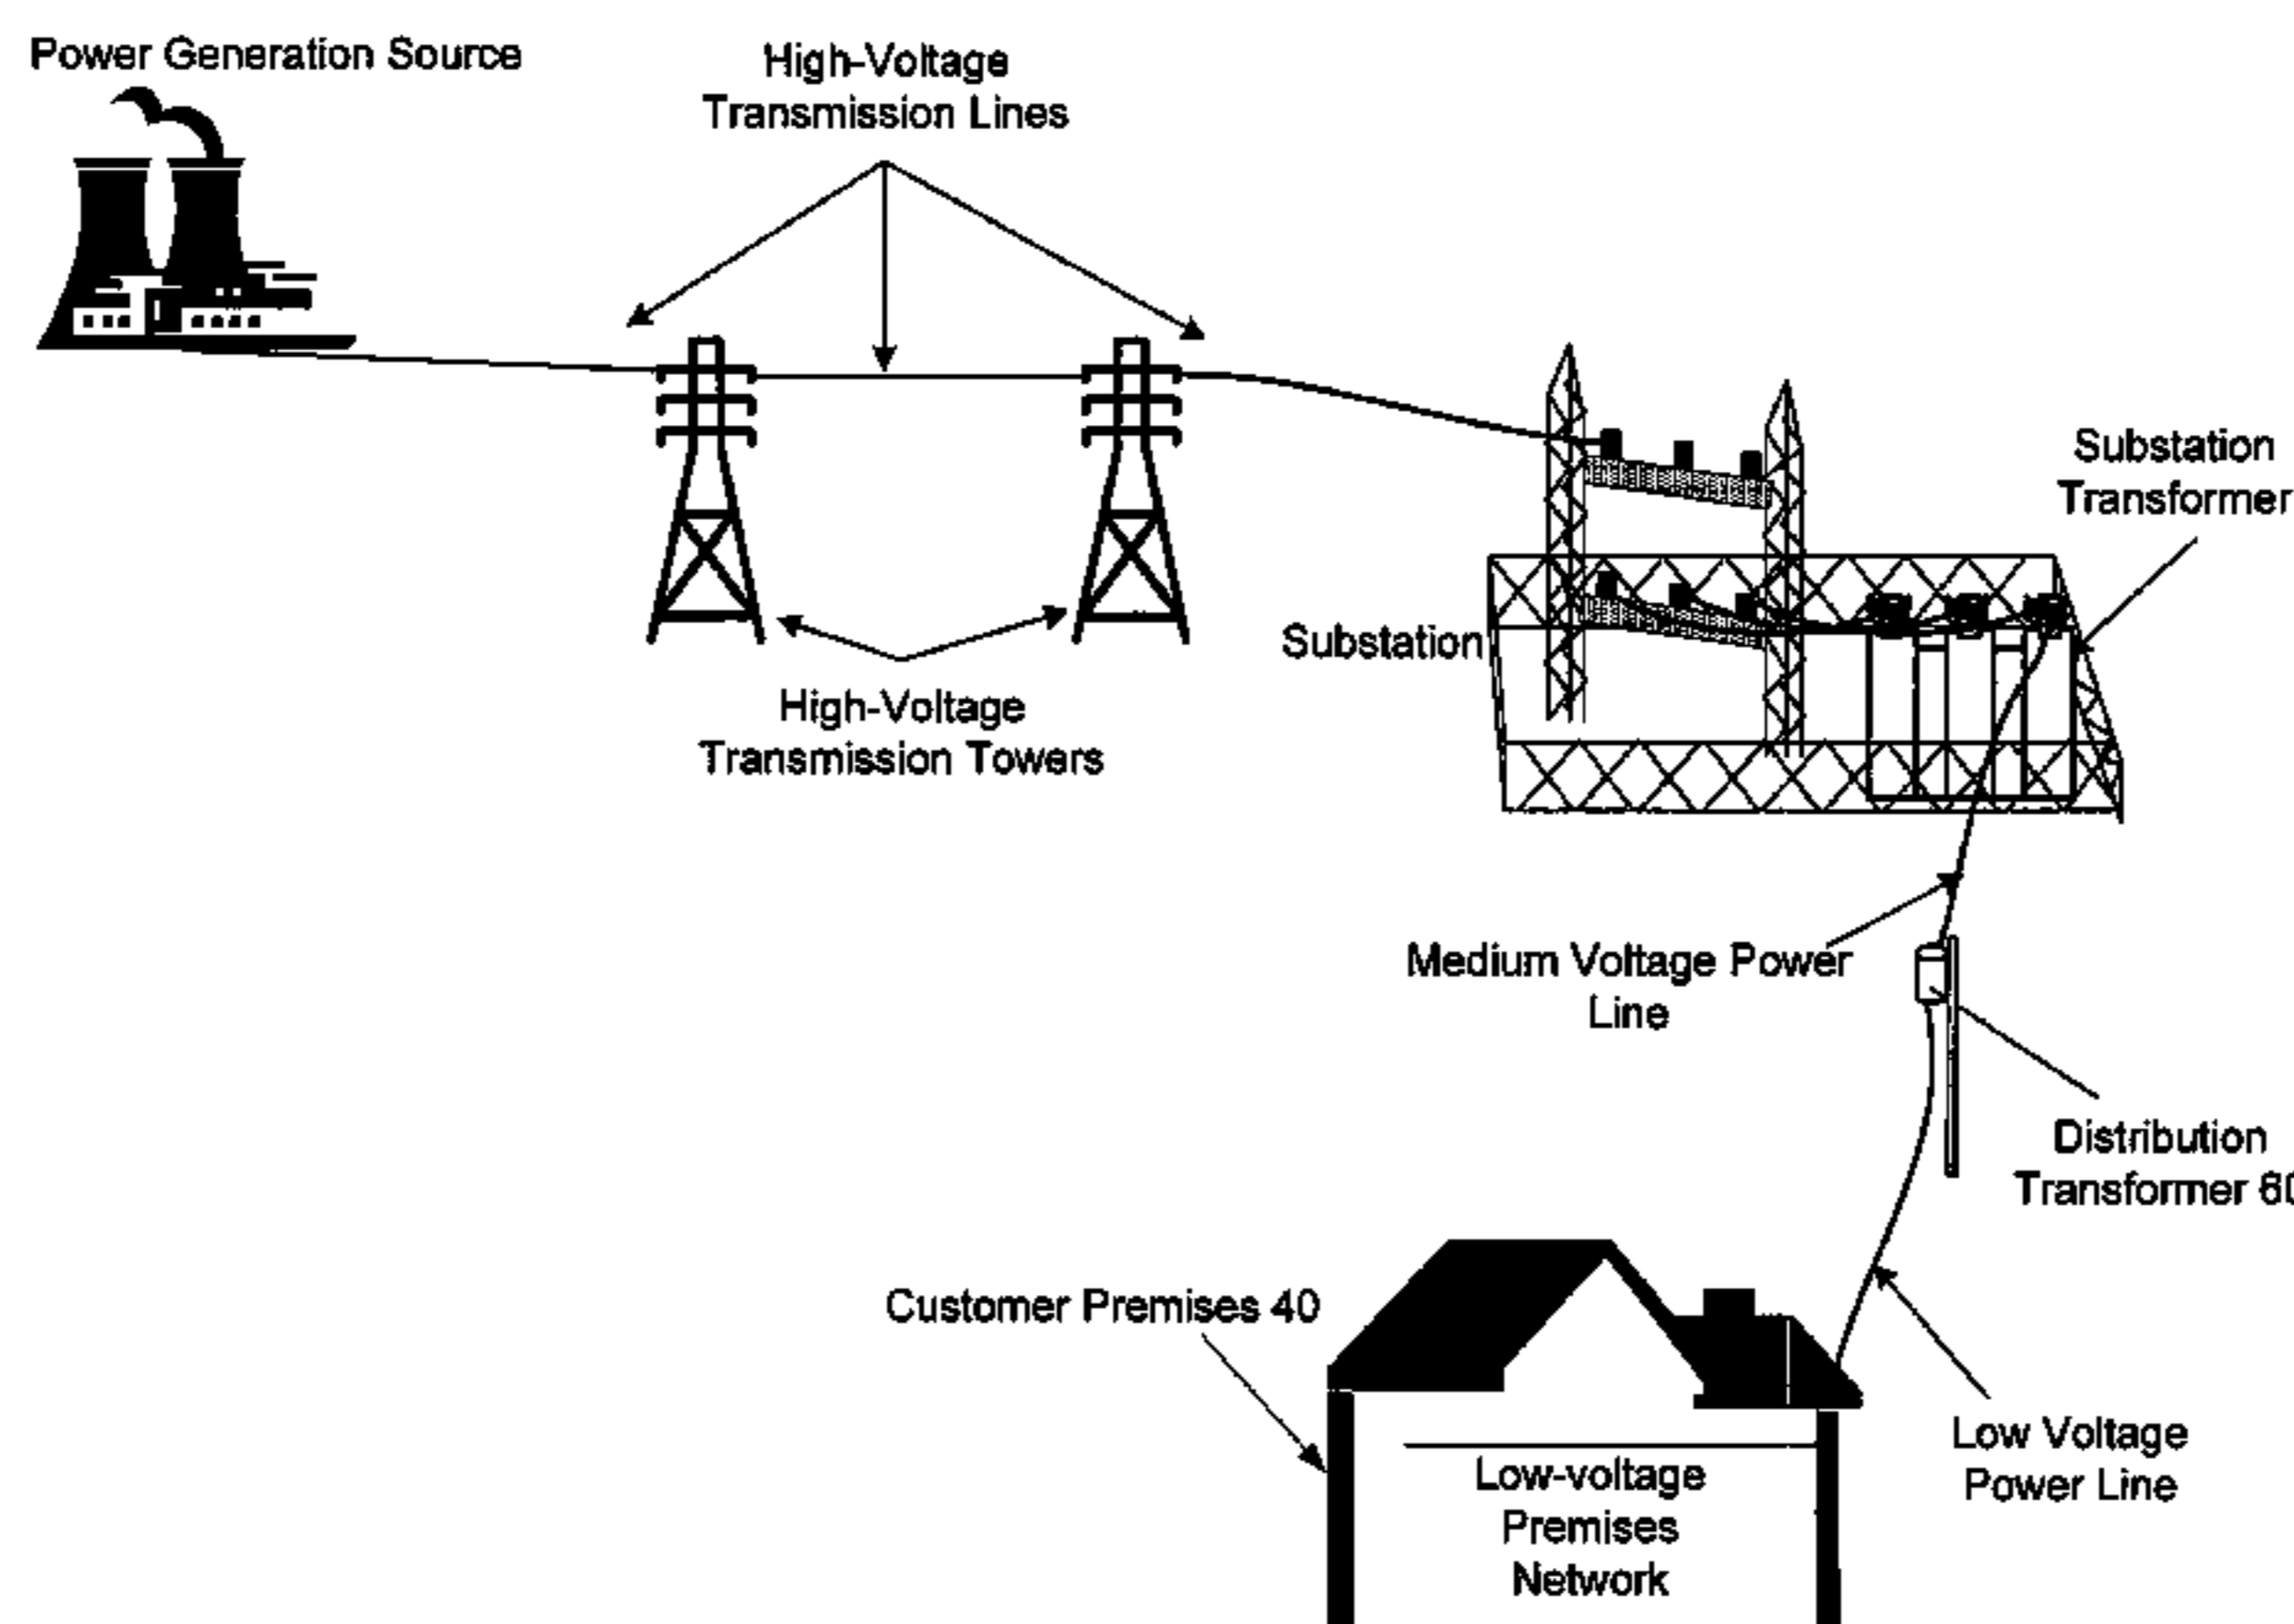 Power Generation Source
High-Voltage
Transmission Lines
Substation
Transformer
Substation
High-Voltage
Transmission Towers
Medium Voltage Power
Line
Distribution
Transformer
Customer Premises 40
Low Voltage
Power Line
Low-voltage
Premises
Network